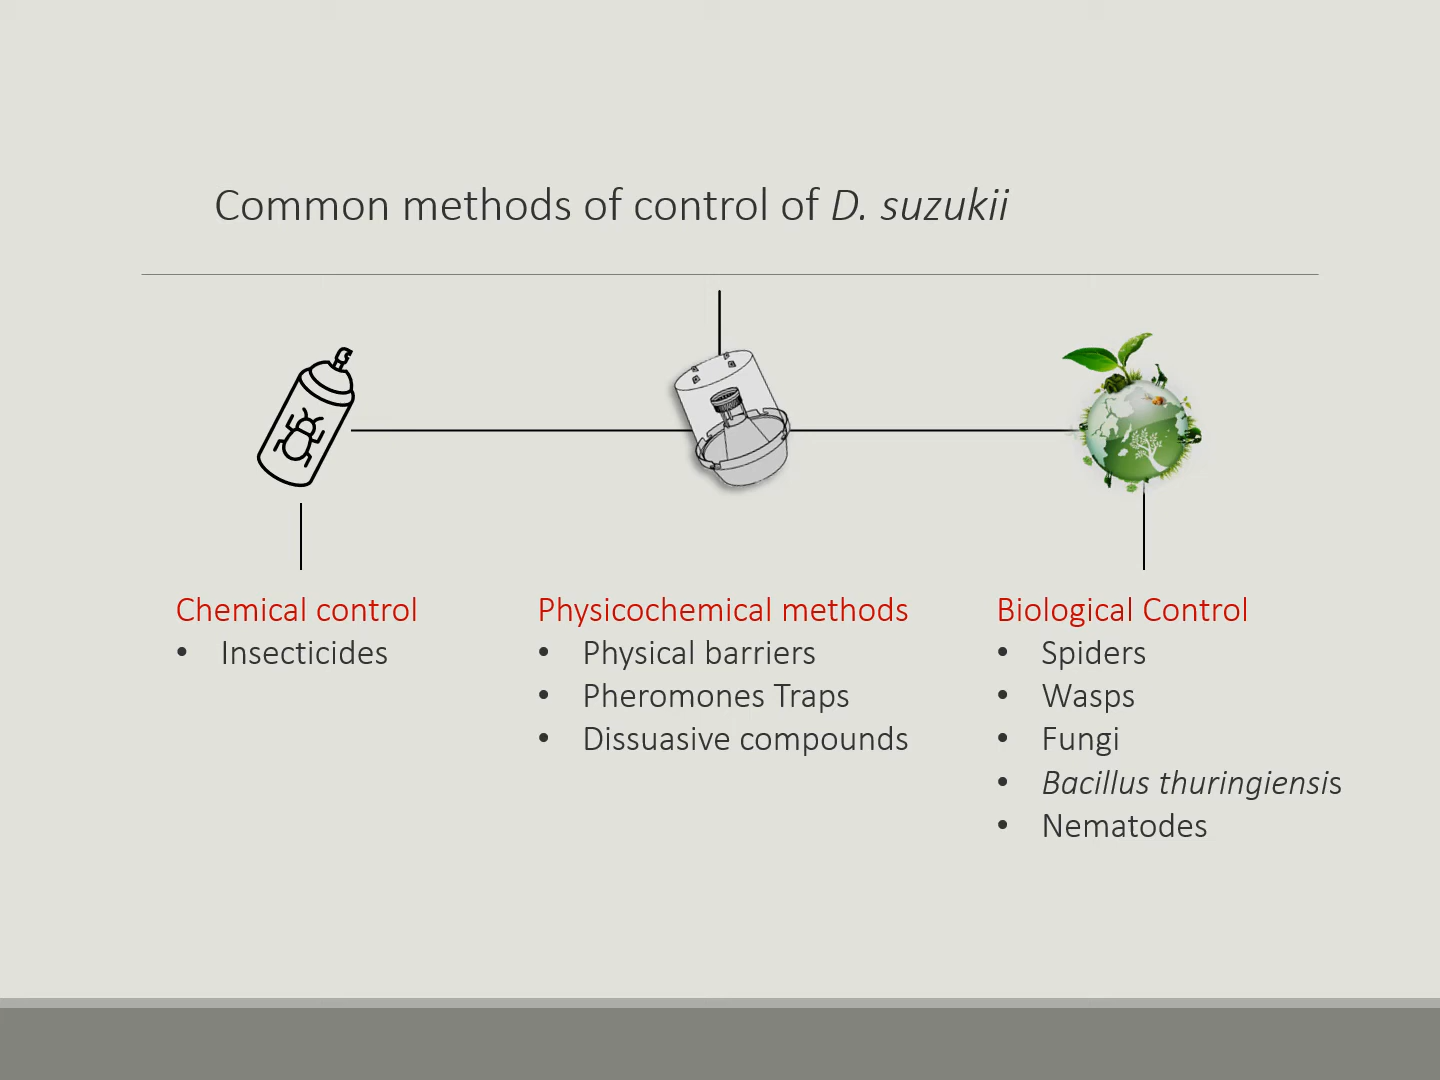 Common methods of control of D. suzukii
Chemical control
• Insecticides
Physicochemical methods
• Physical barriers
• Pheromones Traps
• Dissuasive compounds
Biological Control
• Spiders
• Wasps
• Fungi
• Bacillus thuringiensis
• Nematodes